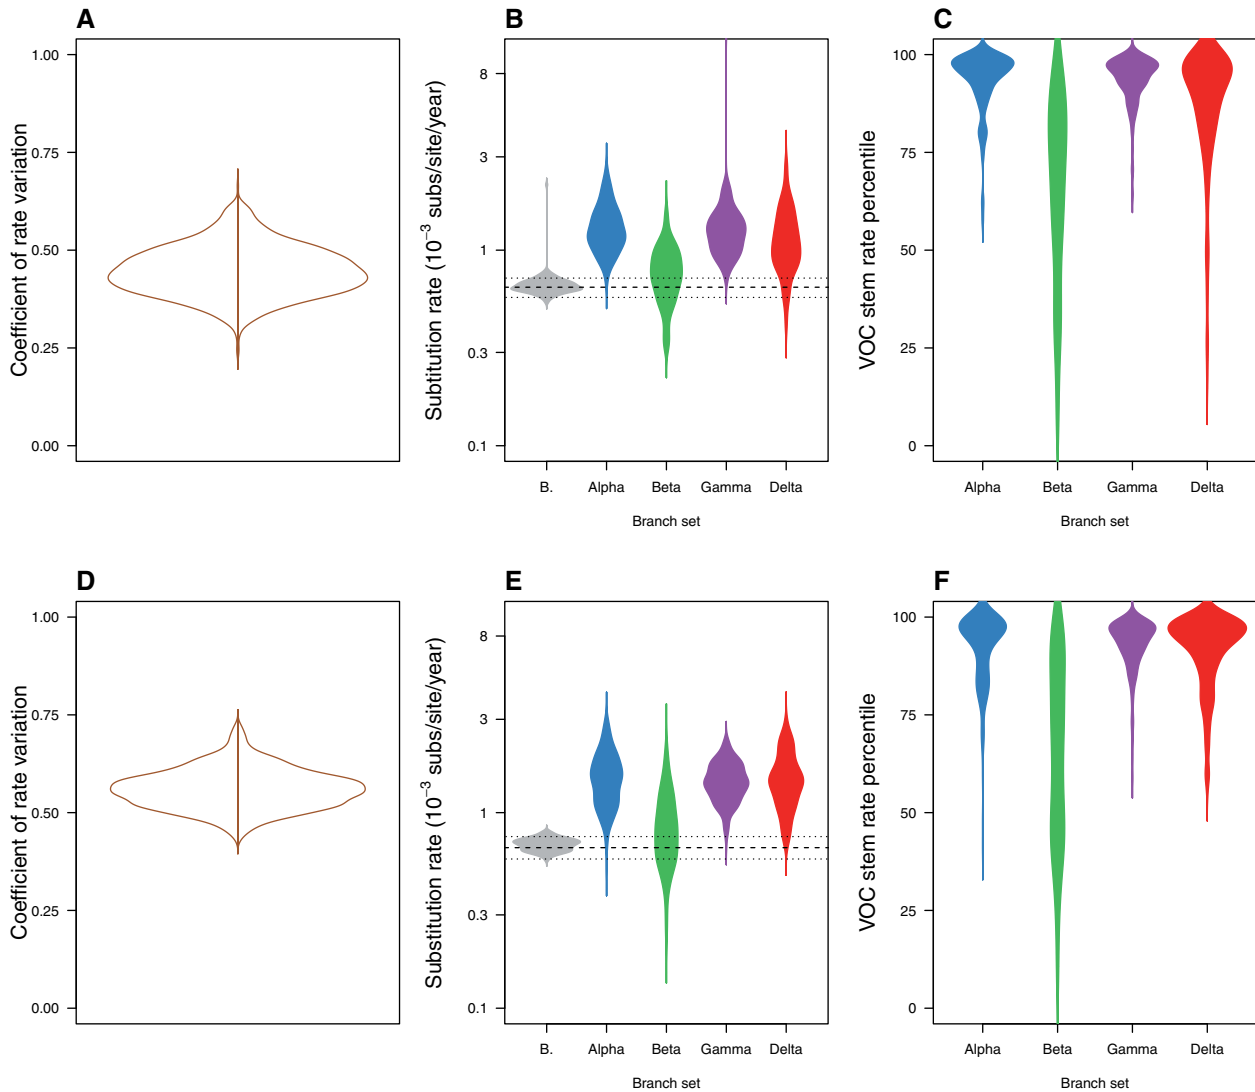 A
Coefficient of rate variation
1.00
0.75
0.50
0.25
0.00
B
Subtitution rate (10⁻³ subs/site/year)
8
3
1
0.3
0.1
B. Alpha Beta Gamma Delta
Branch set
C
VOC stem rate percentile
100
75
50
25
0
Alpha Beta Gamma Delta
Branch set
D
Coefficient of rate variation
1.00
0.75
0.50
0.25
0.00
E
Substitution rate (10⁻³ subs/site/year)
8
3
1
0.3
0.1
B. Alpha Beta Gamma Delta
Branch set
F
VOC stem rate percentile
100
75
50
25
0
Alpha Beta Gamma Delta
Branch set